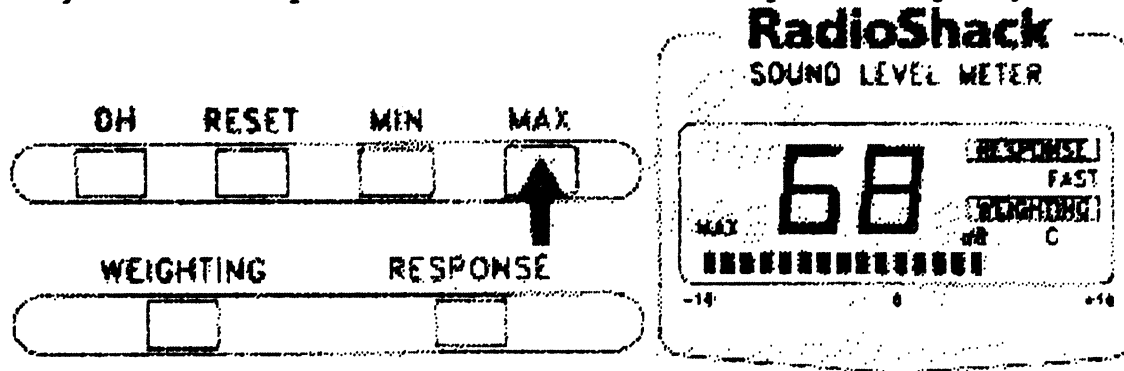 RadioShack
SOUND LEVEL METER
OH RESET MIN MAX
WEIGHTING RESPONSE
68
RESPONSE
FAST
WEIGHTING
MAX
dB C
0